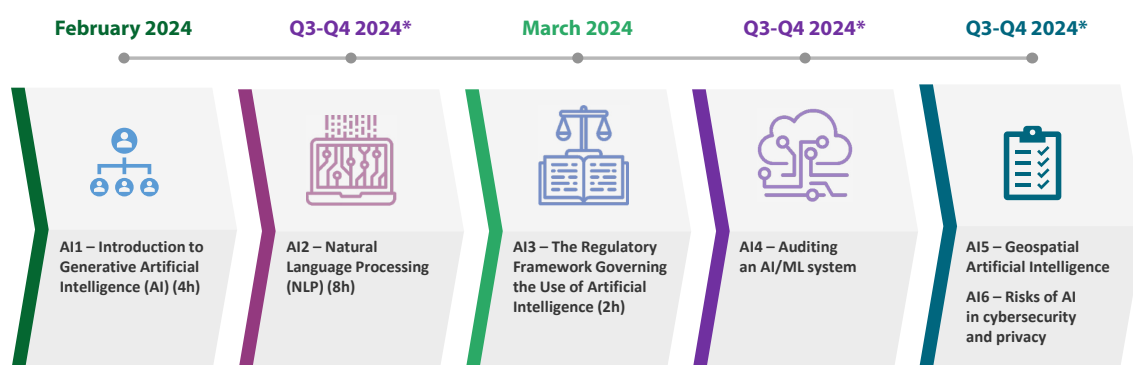 February 2024
Q3-Q4 2024*
March 2024
Q3-Q4 2024*
Q3-Q4 2024*
AI1 – Introduction to
Generative Artificial
Intelligence (AI) (4h)
AI2 – Natural
Language Processing
(NLP) (8h)
AI3 – The Regulatory
Framework Governing
the Use of Artificial
Intelligence (2h)
AI4 – Auditing
an AI/ML system
AI5 – Geospatial
Artificial Intelligence
AI6 – Risks of AI
in cybersecurity
and privacy